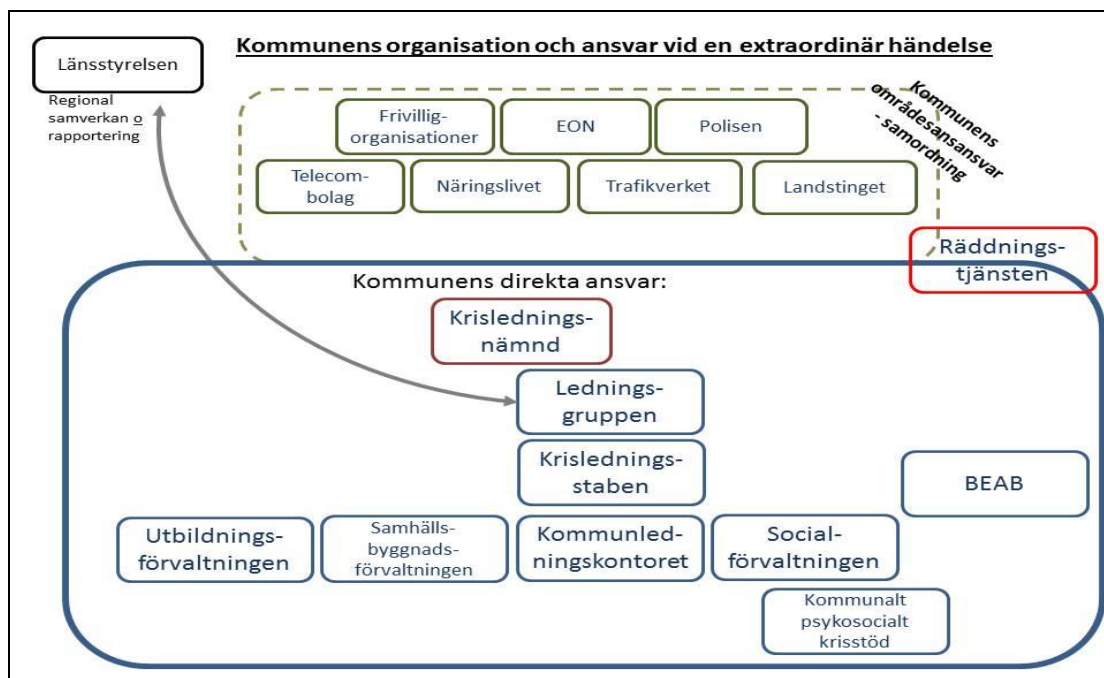 Kommunens organisation och ansvar vid en extraordinär händelse
Länsstyrelsen
Regional
samverkan o
rapportering
Kommunens
områdesansansvar
- samordning
Frivillig-
organisationer
EON
Polisen
Telecom-
bolag
Näringslivet
Trafikverket
Landstinget
Räddnings-
tjänsten
Kommunens direkta ansvar:
Krislednings-
nämnd
Lednings-
gruppen
Krislednings-
staben
BEAB
Utbildnings-
förvaltningen
Samhälls-
byggnads-
förvaltningen
Kommunled-
ningskontoret
Social-
förvaltningen
Kommunalt
psykosocialt
krisstöd